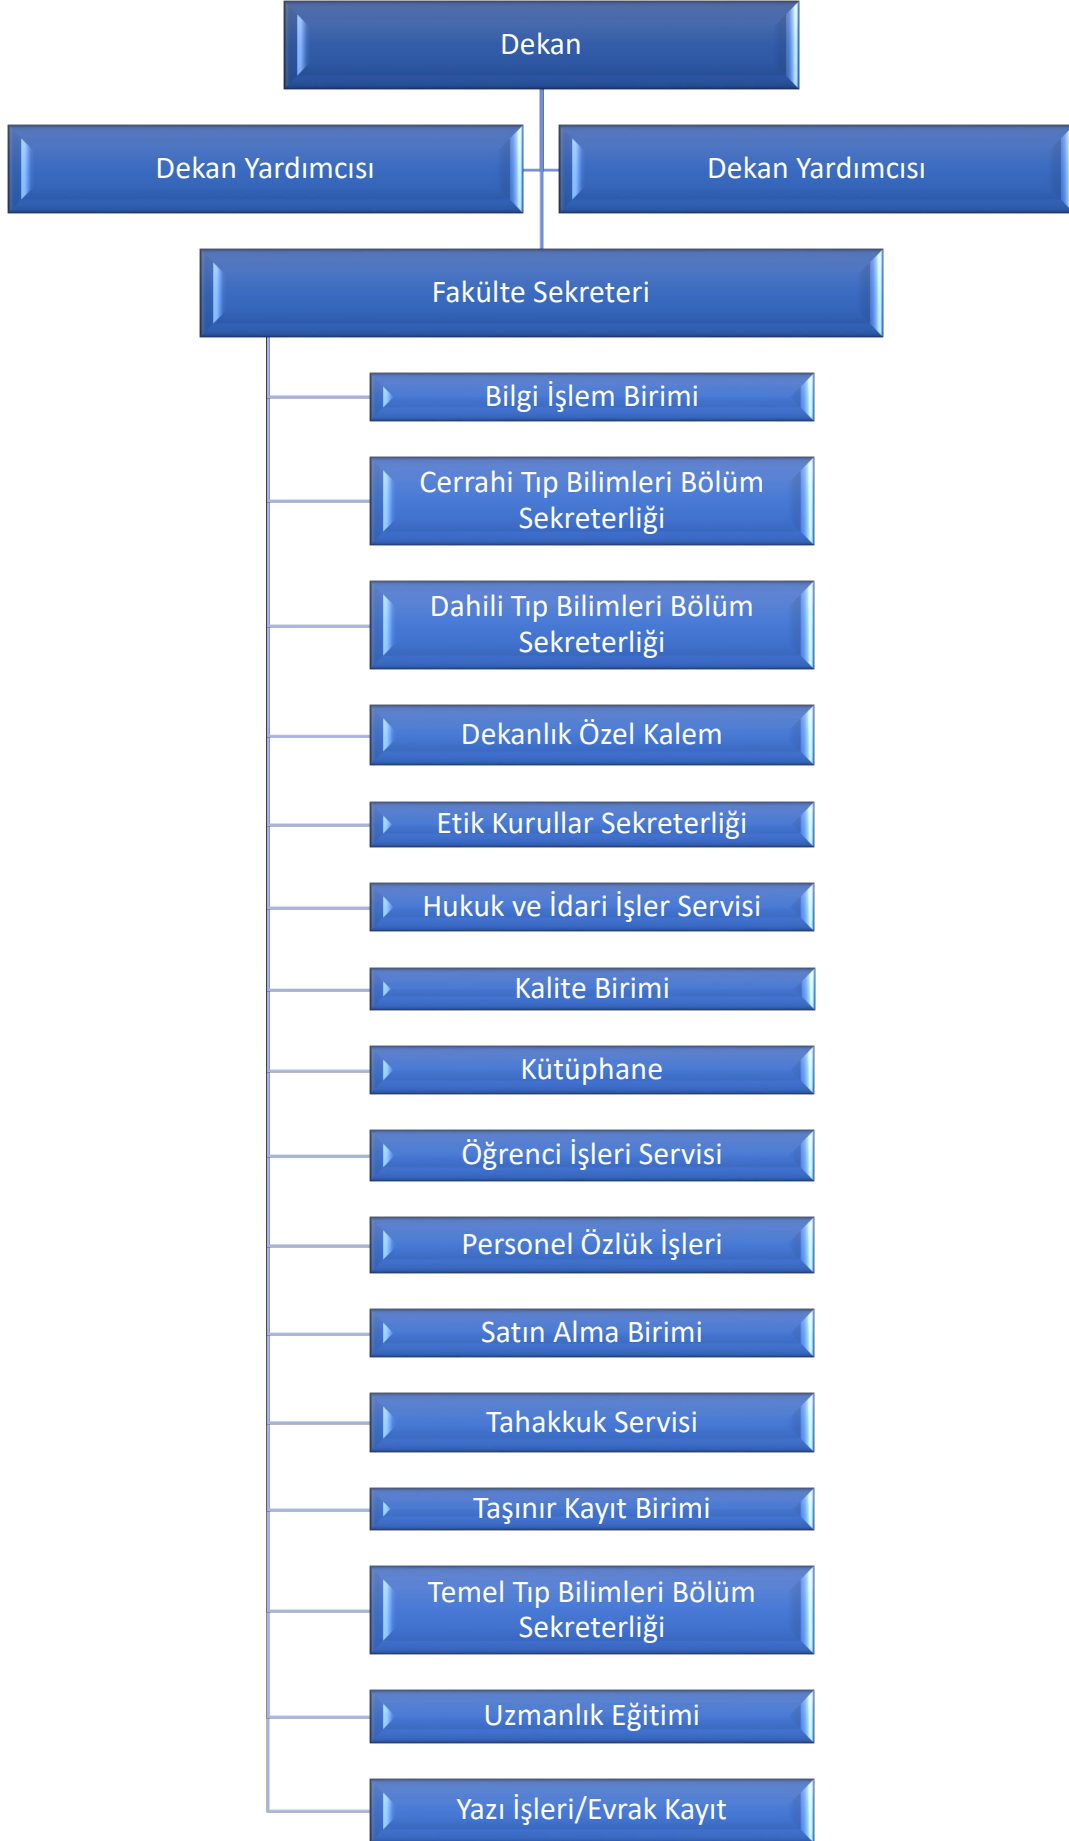 Dekan
Dekan Yardımcısı
Dekan Yardımcısı
Fakülte Sekreteri
Bilgi İşlem Birimi
Cerrahi Tıp Bilimleri Bölüm
Sekreterliği
Dahili Tıp Bilimleri Bölüm
Sekreterliği
Dekanlık Özel Kalem
Etik Kurullar Sekreterliği
Hukuk ve İdari İşler Servisi
Kalite Birimi
Kütüphane
Öğrenci İşleri Servisi
Personel Özlük İşleri
Satın Alma Birimi
Tahakkuk Servisi
Taşınır Kayıt Birimi
Temel Tıp Bilimleri Bölüm
Sekreterliği
Uzmanlık Eğitimi
Yazı İşleri/Evrak Kayıt